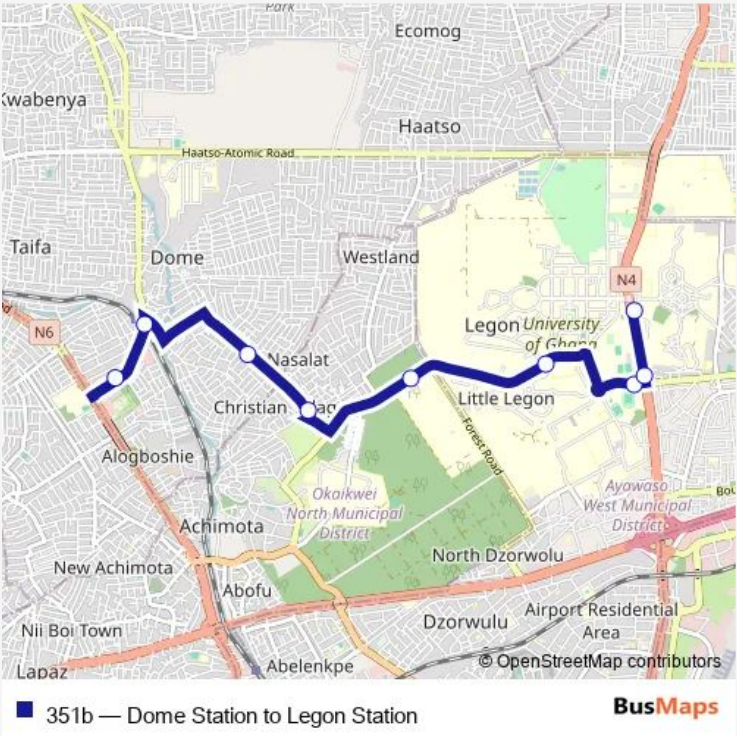 Park
Ecomog
Kwabenya
Haatso
Haatso-Atomic Road
Taifa
Dome
Westland
N4
N6
Legon
University
of Ghana
Nasalat
Christian
Little Legon
Forest Road
Alogboshie
Okaikwei
North Municipal
District
Ayawaso
West Municipal
District
Achimota
North Dzorwolu
New Achimota
Abofu
Airport Residential
Area
Nii Boi Town
Dzorwulu
Lapaz
Abelenkpe
© OpenStreetMap contributors
351b — Dome Station to Legon Station
BusMaps